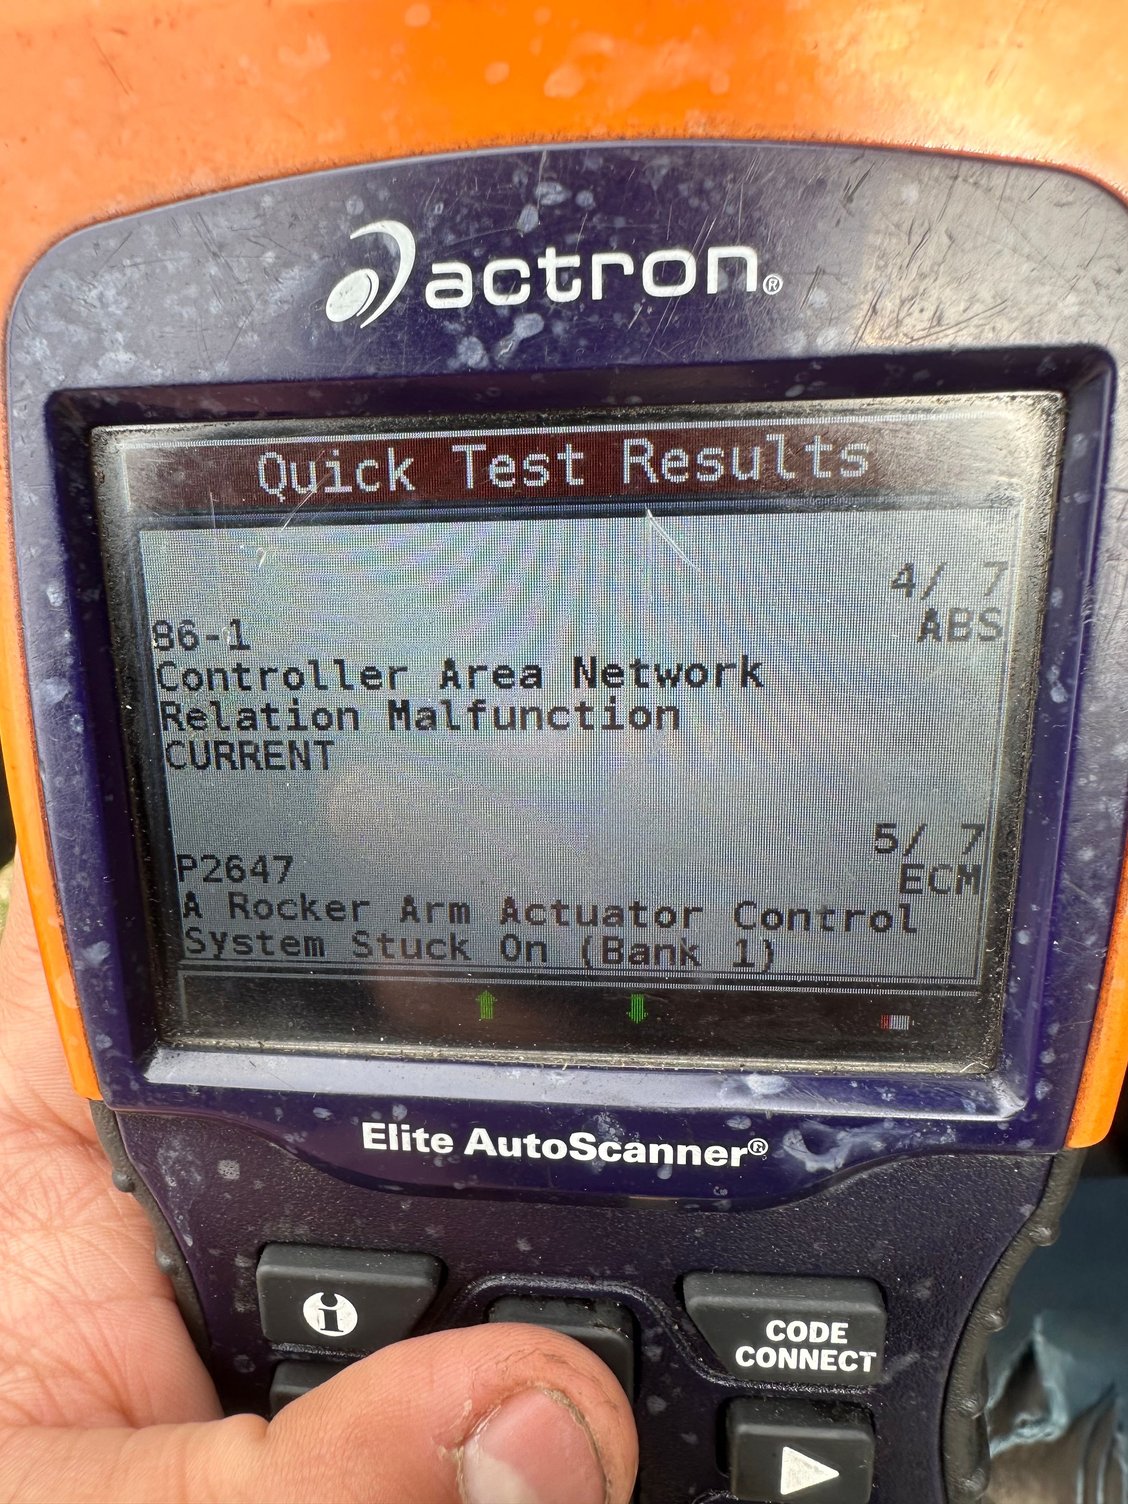 actron®
Quick Test Results
4/ 7
86-1 ABS
Controller Area Network
Relation Malfunction
CURRENT
5/ 7
P2647 ECM
A Rocker Arm Actuator Control
System Stuck On (Bank 1)
Elite AutoScanner®
CODE
CONNECT